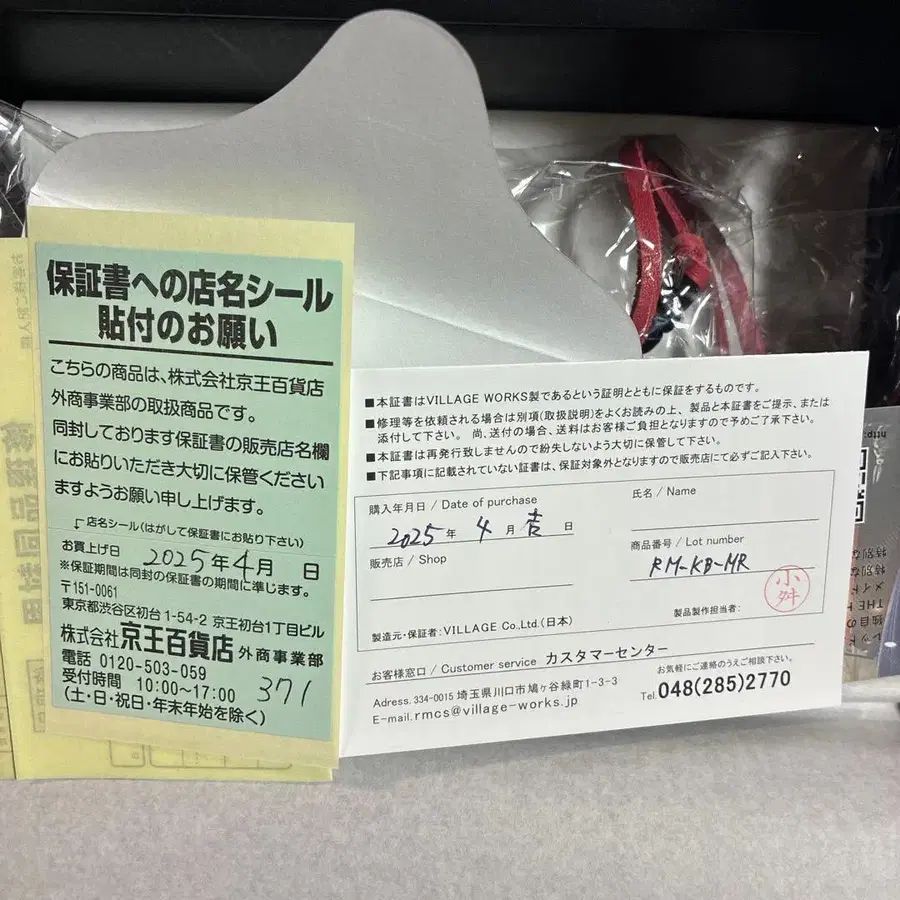 保証書への店名シール
貼付のお願い
こちらの商品は、株式会社京王百貨店
外商事業部の取扱商品です。
同封しております保証書の販売店名欄
にお貼りいただき大切に保管ください
ますようお願い申し上げます。
店名シール(はがして保証書にお貼り下さい)
お買上げ日 2025年4月 日
※保証期間は同封の保証書の期間に準じます。
〒151-0061
東京都渋谷区初台1-54-2 京王初台1丁目ビル
株式会社京王百貨店 外商事業部
電話 0120-503-059
受付時間 10:00~17:00 371
(土・日・祝日・年末年始を除く)
■本証書はVILLAGE WORKS製であるという証明とともに保証をするものです。
■修理等を依頼される場合は別項(取扱説明)をよくお読みの上、製品と本証書をご提示、または
添付して下さい。尚、送付の場合、送料はお客様ご負担となりますので予めご了承下さい。
■本証書は再発行致しませんので紛失しないよう大切に保管して下さい。
■下記事項に記載されていない証書は、保証対象外となりますので販売店にて必ずご記入下さい。
購入年月日 / Date of purchase
2025 年 4 月 吉 日
販売店 / Shop
氏名 / Name
商品番号 / Lot number
RM-KB-MR
製品製作担当者:
小舛
製造元・保証者:VILLAGE Co.,Ltd.(日本)
お客様窓口 / Customer service カスタマーセンター
Adress.334-0015 埼玉県川口市鳩ヶ谷緑町1-3-3
E-mail.rmcs@village-works.jp
お気軽にご連絡のうえご相談下さい。
Tel.048(285)2770